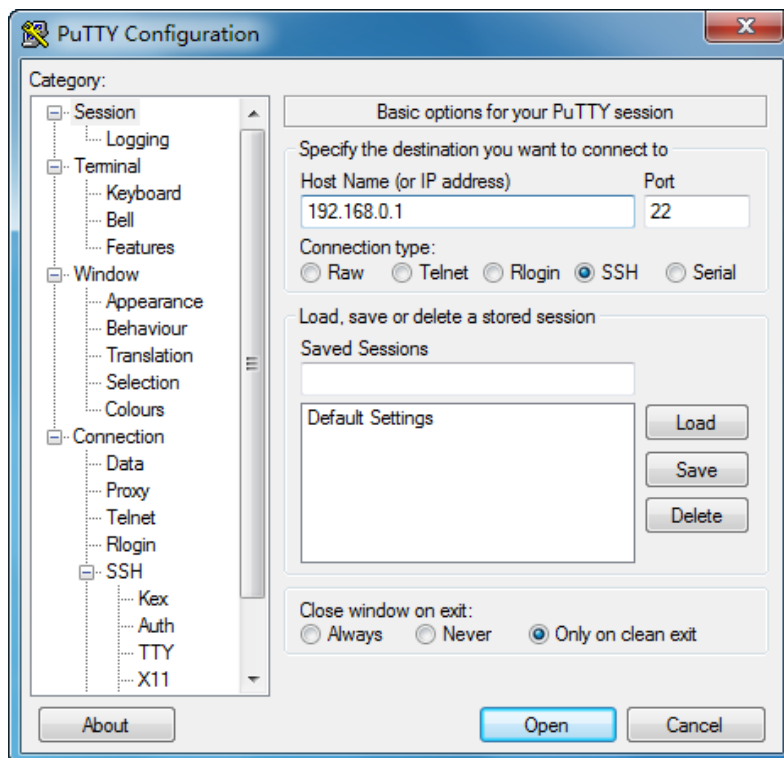 PuTTY Configuration
Category:
Session
Logging
Terminal
Keyboard
Bell
Features
Window
Appearance
Behaviour
Translation
Selection
Colours
Connection
Data
Proxy
Telnet
Rlogin
SSH
Kex
Auth
TTY
X11
Basic options for your PuTTY session
Specify the destination you want to connect to
Host Name (or IP address) Port
192.168.0.1 22
Connection type:
Raw Telnet Rlogin SSH Serial
Load, save or delete a stored session
Saved Sessions
Default Settings
Load
Save
Delete
Close window on exit:
Always Never Only on clean exit
About Open Cancel